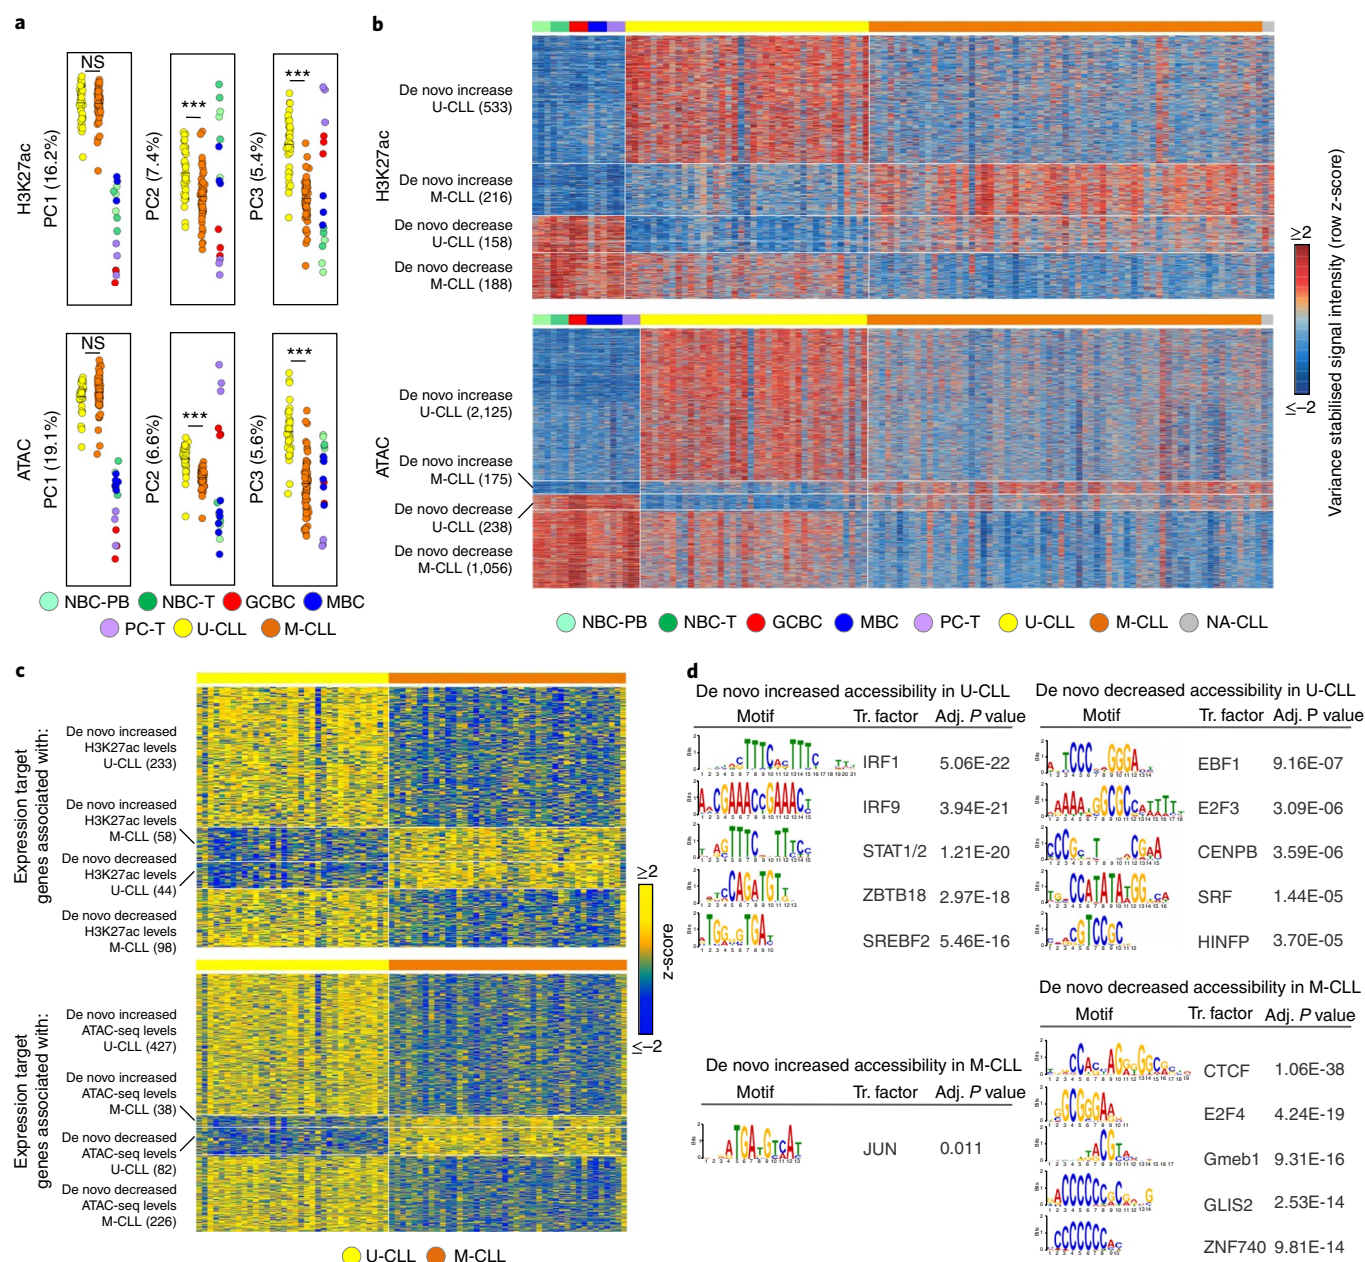 a
H3K27ac
PC1 (16.2%)
NS
PC2 (7.4%)
***
PC3 (5.4%)
***
ATAC
PC1 (19.1%)
NS
PC2 (6.6%)
***
PC3 (5.6%)
***
NBC-PB NBC-T GCBC MBC
PC-T U-CLL M-CLL
b
H3K27ac
De novo increase
U-CLL (533)
De novo increase
M-CLL (216)
De novo decrease
U-CLL (158)
De novo decrease
M-CLL (188)
ATAC
De novo increase
U-CLL (2,125)
De novo increase
M-CLL (175)
De novo decrease
U-CLL (238)
De novo decrease
M-CLL (1,056)
≥2
≤–2
Variance stabilised signal intensity (row z-score)
NBC-PB NBC-T GCBC MBC PC-T U-CLL M-CLL NA-CLL
c
Expression target
genes associated with:
De novo increased
H3K27ac levels
U-CLL (233)
De novo increased
H3K27ac levels
M-CLL (58)
De novo decreased
H3K27ac levels
U-CLL (44)
De novo decreased
H3K27ac levels
M-CLL (98)
Expression target
genes associated with:
De novo increased
ATAC-seq levels
U-CLL (427)
De novo increased
ATAC-seq levels
M-CLL (38)
De novo decreased
ATAC-seq levels
U-CLL (82)
De novo decreased
ATAC-seq levels
M-CLL (226)
≥2
z-score
≤–2
U-CLL M-CLL
d
De novo increased accessibility in U-CLL
Motif Tr. factor Adj. P value
IRF1 5.06E-22
IRF9 3.94E-21
STAT1/2 1.21E-20
ZBTB18 2.97E-18
SREBF2 5.46E-16
De novo decreased accessibility in U-CLL
Motif Tr. factor Adj. P value
EBF1 9.16E-07
E2F3 3.09E-06
CENPB 3.59E-06
SRF 1.44E-05
HINFP 3.70E-05
De novo increased accessibility in M-CLL
Motif Tr. factor Adj. P value
JUN 0.011
De novo decreased accessibility in M-CLL
Motif Tr. factor Adj. P value
CTCF 1.06E-38
E2F4 4.24E-19
Gmeb1 9.31E-16
GLIS2 2.53E-14
ZNF740 9.81E-14